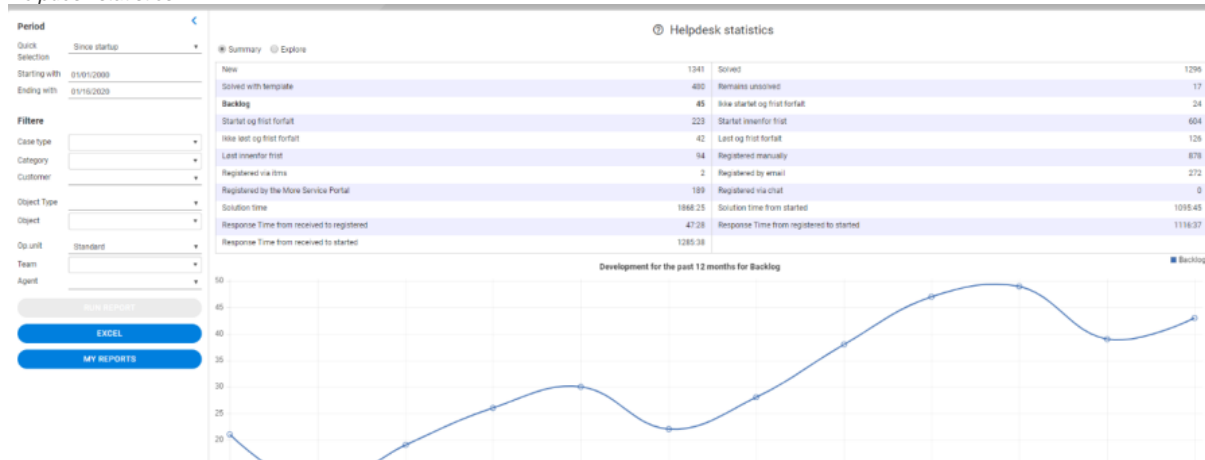 Period
Quick Selection Since startup
Starting with 01/01/2000
Ending with 01/16/2020
Filtere
Case type
Category
Customer
Object Type
Object
Op.unit Standard
Team
Agent
RUN REPORT
EXCEL
MY REPORTS
Helpdesk statistics
Summary Explore
New 1341 Solved 1296
Solved with template 400 Remains unsolved 17
Backlog 45 Ikke startet og frist forfalt 24
Startet og frist forfalt 223 Startet innenfor frist 604
Ikke løst og frist forfalt 42 Løst og frist forfalt 126
Løst innenfor frist 94 Registered manually 878
Registered via itms 2 Registered by email 272
Registered by the More Service Portal 189 Registered via chat 0
Solution time 1868:25 Solution time from started 1095:45
Response Time from received to registered 47:28 Response Time from registered to started 1116:37
Response Time from received to started 1285:38
Development for the past 12 months for Backlog
Backlog
50
45
40
35
30
25
20